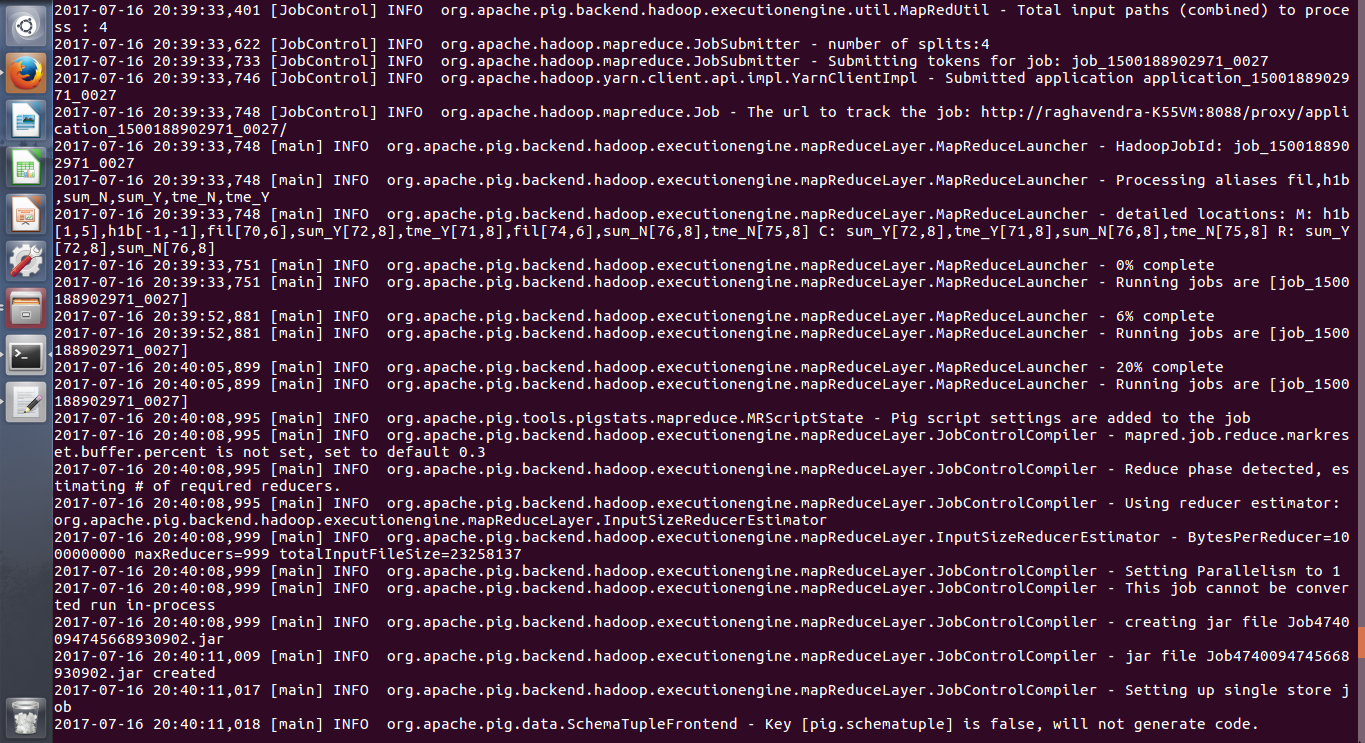 2017-07-16 20:39:33,401 [JobControl] INFO  org.apache.pig.backend.hadoop.executionengine.util.MapRedUtil - Total input paths (combined) to proce
ss : 4
2017-07-16 20:39:33,622 [JobControl] INFO  org.apache.hadoop.mapreduce.JobSubmitter - number of splits:4
2017-07-16 20:39:33,733 [JobControl] INFO  org.apache.hadoop.mapreduce.JobSubmitter - Submitting tokens for job: job_1500188902971_0027
2017-07-16 20:39:33,746 [JobControl] INFO  org.apache.hadoop.yarn.client.api.impl.YarnClientImpl - Submitted application application_15001889029
71_0027
2017-07-16 20:39:33,748 [JobControl] INFO  org.apache.hadoop.mapreduce.Job - The url to track the job: http://raghavendra-K55VM:8088/proxy/appli
cation_1500188902971_0027/
2017-07-16 20:39:33,748 [main] INFO  org.apache.pig.backend.hadoop.executionengine.mapReduceLayer.MapReduceLauncher - HadoopJobId: job_150018890
2971_0027
2017-07-16 20:39:33,748 [main] INFO  org.apache.pig.backend.hadoop.executionengine.mapReduceLayer.MapReduceLauncher - Processing aliases fil,h1b
,sum_N,sum_Y,tme_N,tme_Y
2017-07-16 20:39:33,748 [main] INFO  org.apache.pig.backend.hadoop.executionengine.mapReduceLayer.MapReduceLauncher - detailed locations: M: h1b
[1,5],h1b[-1,-1],fil[70,6],sum_Y[72,8],tme_Y[71,8],fil[74,6],sum_N[76,8],tme_N[75,8] C: sum_Y[72,8],tme_Y[71,8],sum_N[76,8],tme_N[75,8] R: sum_Y
[72,8],sum_N[76,8]
2017-07-16 20:39:33,751 [main] INFO  org.apache.pig.backend.hadoop.executionengine.mapReduceLayer.MapReduceLauncher - 0% complete
2017-07-16 20:39:33,751 [main] INFO  org.apache.pig.backend.hadoop.executionengine.mapReduceLayer.MapReduceLauncher - Running jobs are [job_1500
188902971_0027]
2017-07-16 20:39:52,881 [main] INFO  org.apache.pig.backend.hadoop.executionengine.mapReduceLayer.MapReduceLauncher - 6% complete
2017-07-16 20:39:52,881 [main] INFO  org.apache.pig.backend.hadoop.executionengine.mapReduceLayer.MapReduceLauncher - Running jobs are [job_1500
188902971_0027]
2017-07-16 20:40:05,899 [main] INFO  org.apache.pig.backend.hadoop.executionengine.mapReduceLayer.MapReduceLauncher - 20% complete
2017-07-16 20:40:05,899 [main] INFO  org.apache.pig.backend.hadoop.executionengine.mapReduceLayer.MapReduceLauncher - Running jobs are [job_1500
188902971_0027]
2017-07-16 20:40:08,995 [main] INFO  org.apache.pig.tools.pigstats.mapreduce.MRScriptState - Pig script settings are added to the job
2017-07-16 20:40:08,995 [main] INFO  org.apache.pig.backend.hadoop.executionengine.mapReduceLayer.JobControlCompiler - mapred.job.reduce.markres
et.buffer.percent is not set, set to default 0.3
2017-07-16 20:40:08,995 [main] INFO  org.apache.pig.backend.hadoop.executionengine.mapReduceLayer.JobControlCompiler - Reduce phase detected, es
timating # of required reducers.
2017-07-16 20:40:08,995 [main] INFO  org.apache.pig.backend.hadoop.executionengine.mapReduceLayer.JobControlCompiler - Using reducer estimator:
org.apache.pig.backend.hadoop.executionengine.mapReduceLayer.InputSizeReducerEstimator
2017-07-16 20:40:08,999 [main] INFO  org.apache.pig.backend.hadoop.executionengine.mapReduceLayer.InputSizeReducerEstimator - BytesPerReducer=10
00000000 maxReducers=999 totalInputFileSize=23258137
2017-07-16 20:40:08,999 [main] INFO  org.apache.pig.backend.hadoop.executionengine.mapReduceLayer.JobControlCompiler - Setting Parallelism to 1
2017-07-16 20:40:08,999 [main] INFO  org.apache.pig.backend.hadoop.executionengine.mapReduceLayer.JobControlCompiler - This job cannot be conver
ted run in-process
2017-07-16 20:40:08,999 [main] INFO  org.apache.pig.backend.hadoop.executionengine.mapReduceLayer.JobControlCompiler - creating jar file Job4740
094745668930902.jar
2017-07-16 20:40:11,009 [main] INFO  org.apache.pig.backend.hadoop.executionengine.mapReduceLayer.JobControlCompiler - jar file Job4740094745668
930902.jar created
2017-07-16 20:40:11,017 [main] INFO  org.apache.pig.backend.hadoop.executionengine.mapReduceLayer.JobControlCompiler - Setting up single store j
ob
2017-07-16 20:40:11,018 [main] INFO  org.apache.pig.data.SchemaTupleFrontend - Key [pig.schematuple] is false, will not generate code.